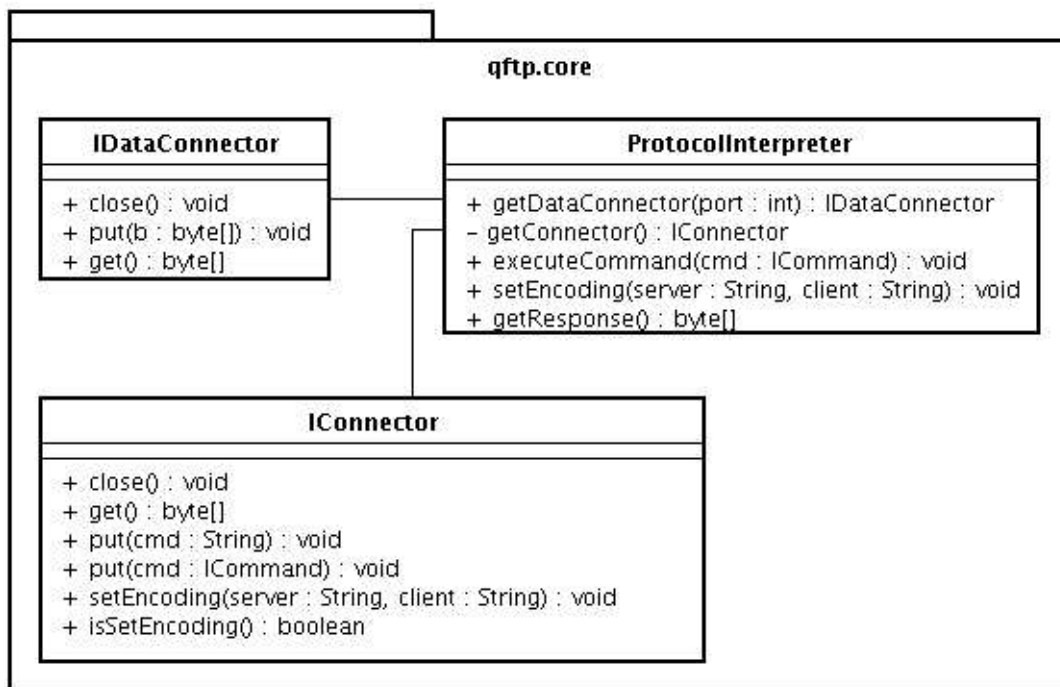 qftp.core
IDataConnector
+ close() : void
+ put(b : byte[]) : void
+ get() : byte[]
ProtocolInterpreter
+ getDataConnector(port : int) : IDataConnector
- getConnector() : IConnector
+ executeCommand(cmd : ICommand) : void
+ setEncoding(server : String, client : String) : void
+ getResponse() : byte[]
IConnector
+ close() : void
+ get() : byte[]
+ put(cmd : String) : void
+ put(cmd : ICommand) : void
+ setEncoding(server : String, client : String) : void
+ isSetEncoding() : boolean